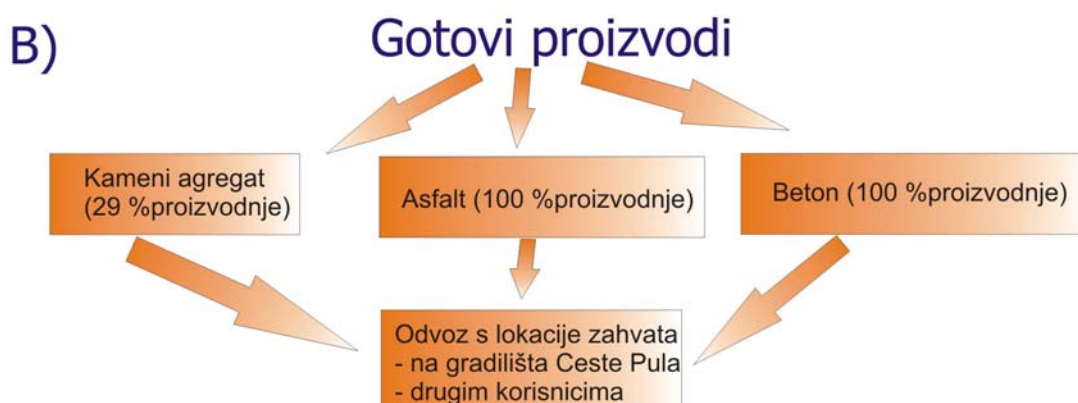 B)
Gotovi proizvodi
Kameni agregat
(29 %proizvodnje)
Asfalt (100 %proizvodnje)
Beton (100 %proizvodnje)
Odvoz s lokacije zahvata
- na gradilišta Ceste Pula
- drugim korisnicima